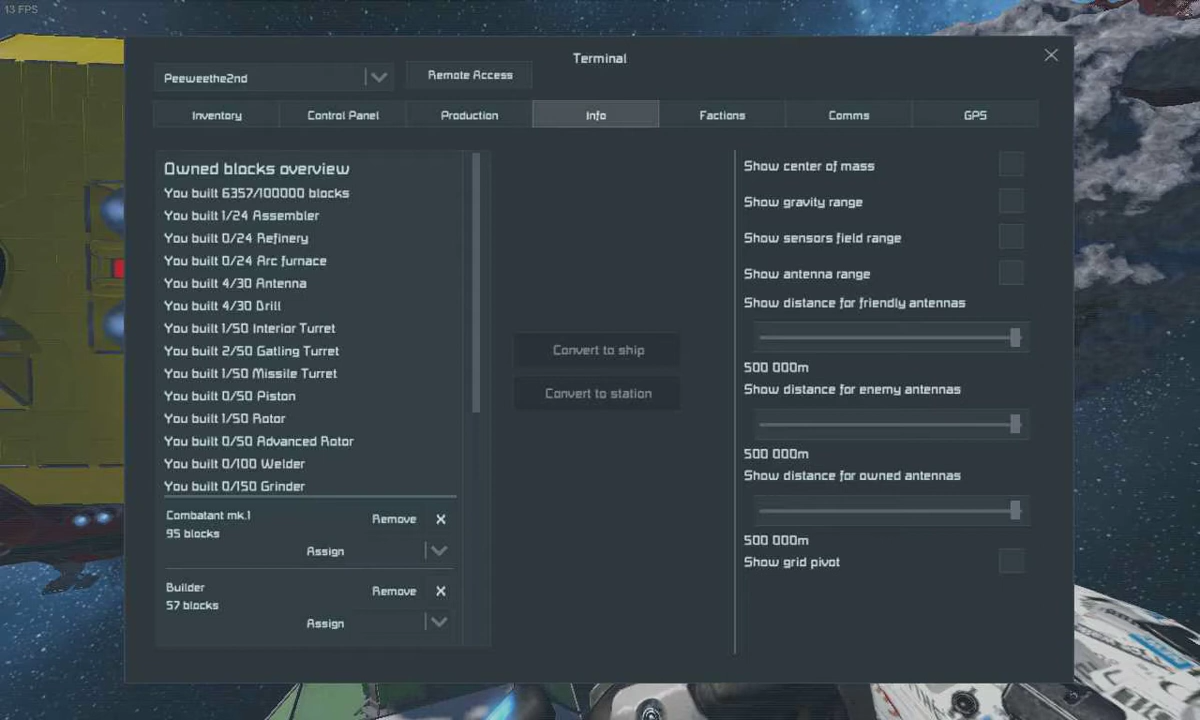 13 FPS
Terminal
Peeweethe2nd
Remote Access
Inventory
Control Panel
Production
Info
Factions
Comms
GPS
Owned blocks overview
You built 6357/100000 blocks
You built 1/24 Assembler
You built 0/24 Refinery
You built 0/24 Arc furnace
You built 4/30 Antenna
You built 4/30 Drill
You built 1/50 Interior Turret
You built 2/50 Gatling Turret
You built 1/50 Missile Turret
You built 0/50 Piston
You built 1/50 Rotor
You built 0/50 Advanced Rotor
You built 0/100 Welder
You built 0/150 Grinder
Combatant mk.1
Remove X
95 blocks
Assign
Builder
Remove X
57 blocks
Assign
Convert to ship
Convert to station
Show center of mass
Show gravity range
Show sensors field range
Show antenna range
Show distance for friendly antennas
500 000m
Show distance for enemy antennas
500 000m
Show distance for owned antennas
500 000m
Show grid pivot